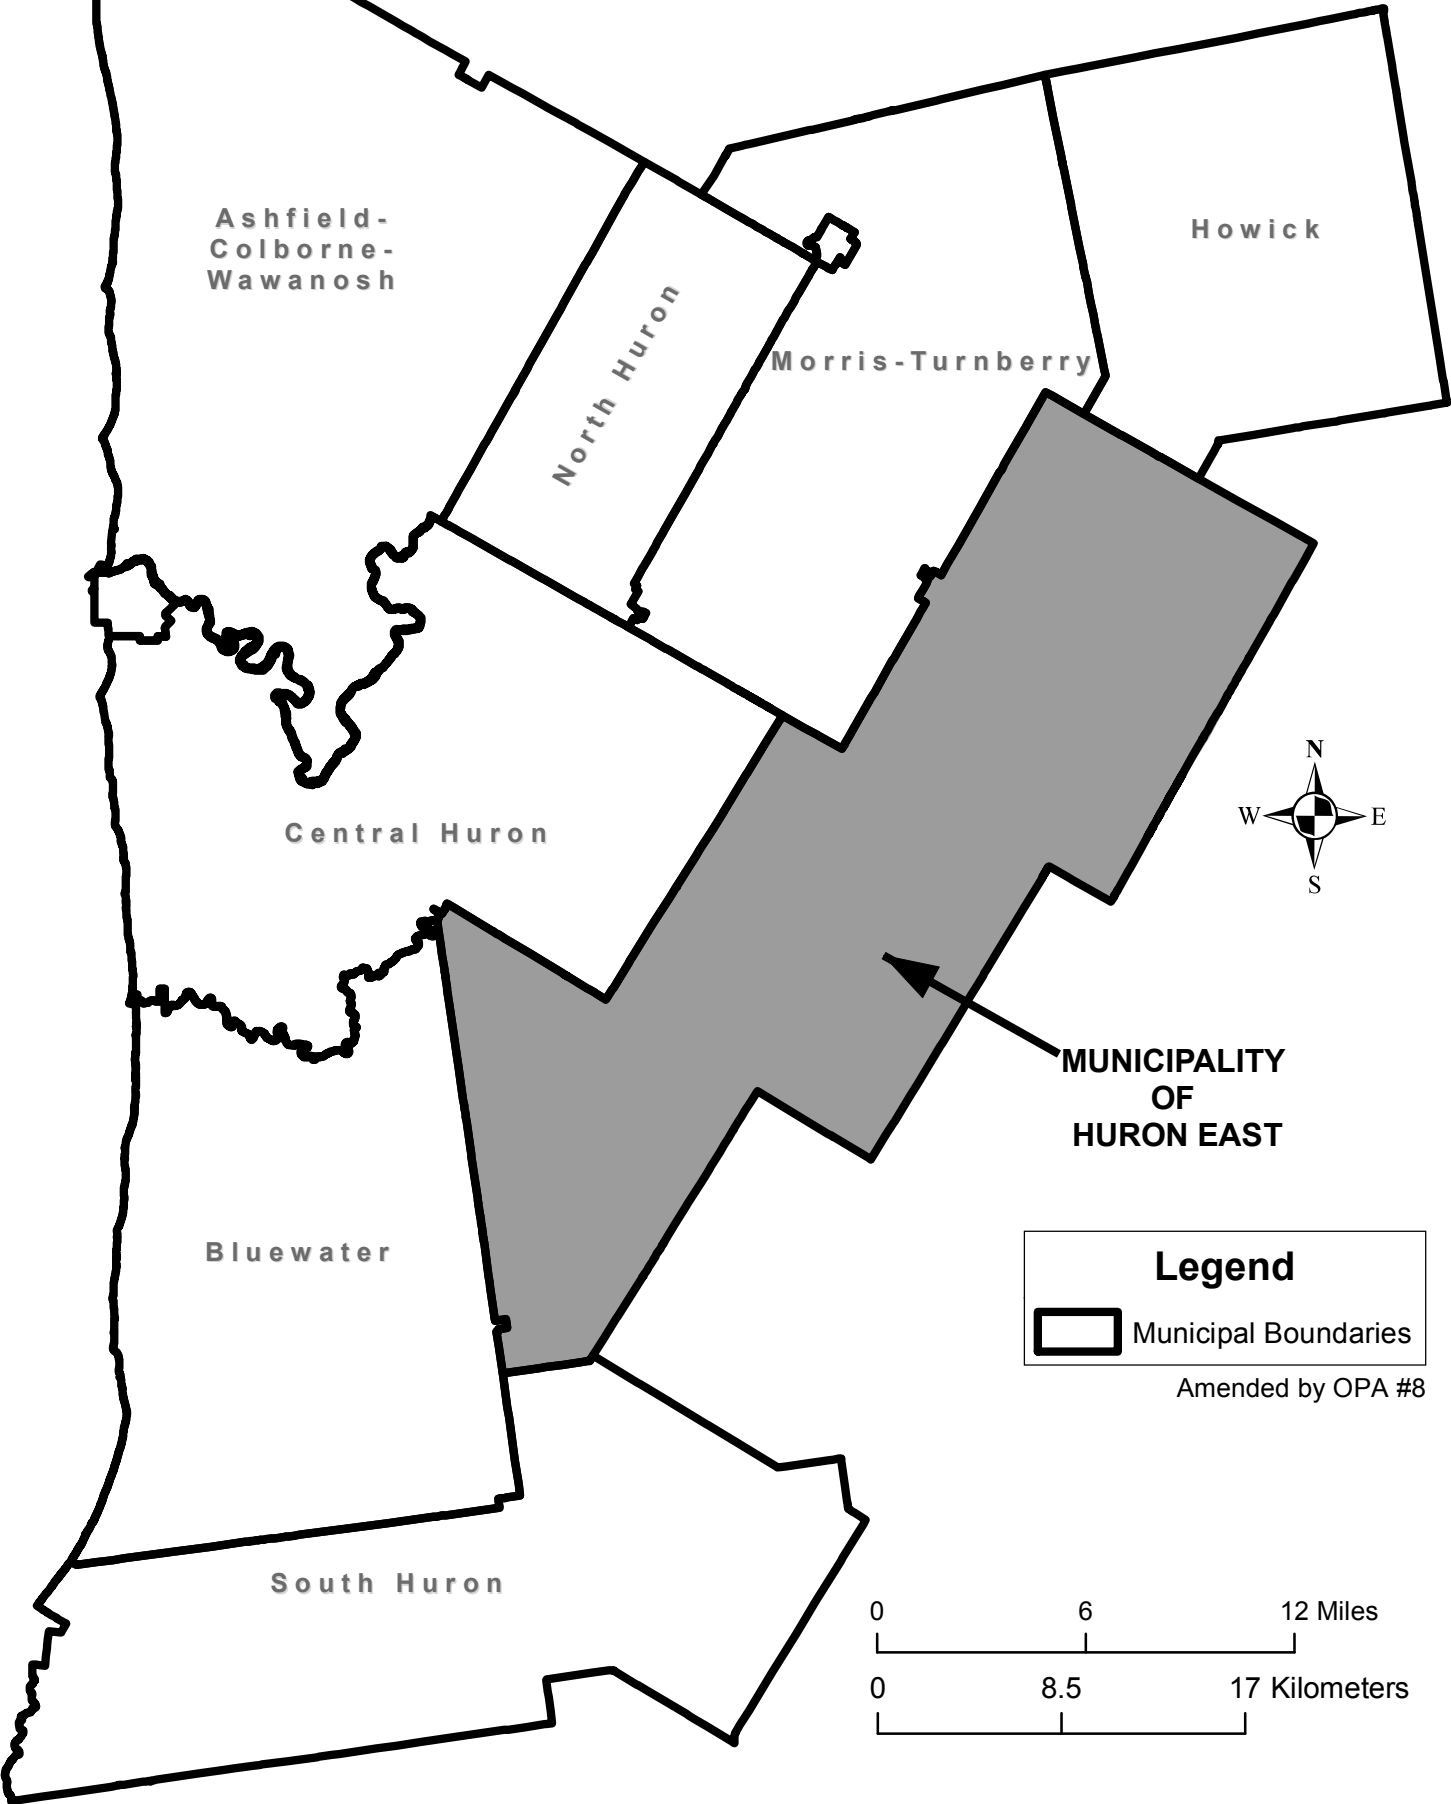 Ashfield-
Colborne-
Wawanosh
Howick
North Huron
Morris-Turnberry
N
W
E
S
Central Huron
MUNICIPALITY
OF
HURON EAST
Bluewater
Legend
Municipal Boundaries
Amended by OPA #8
South Huron
0 6 12 Miles
0 8.5 17 Kilometers